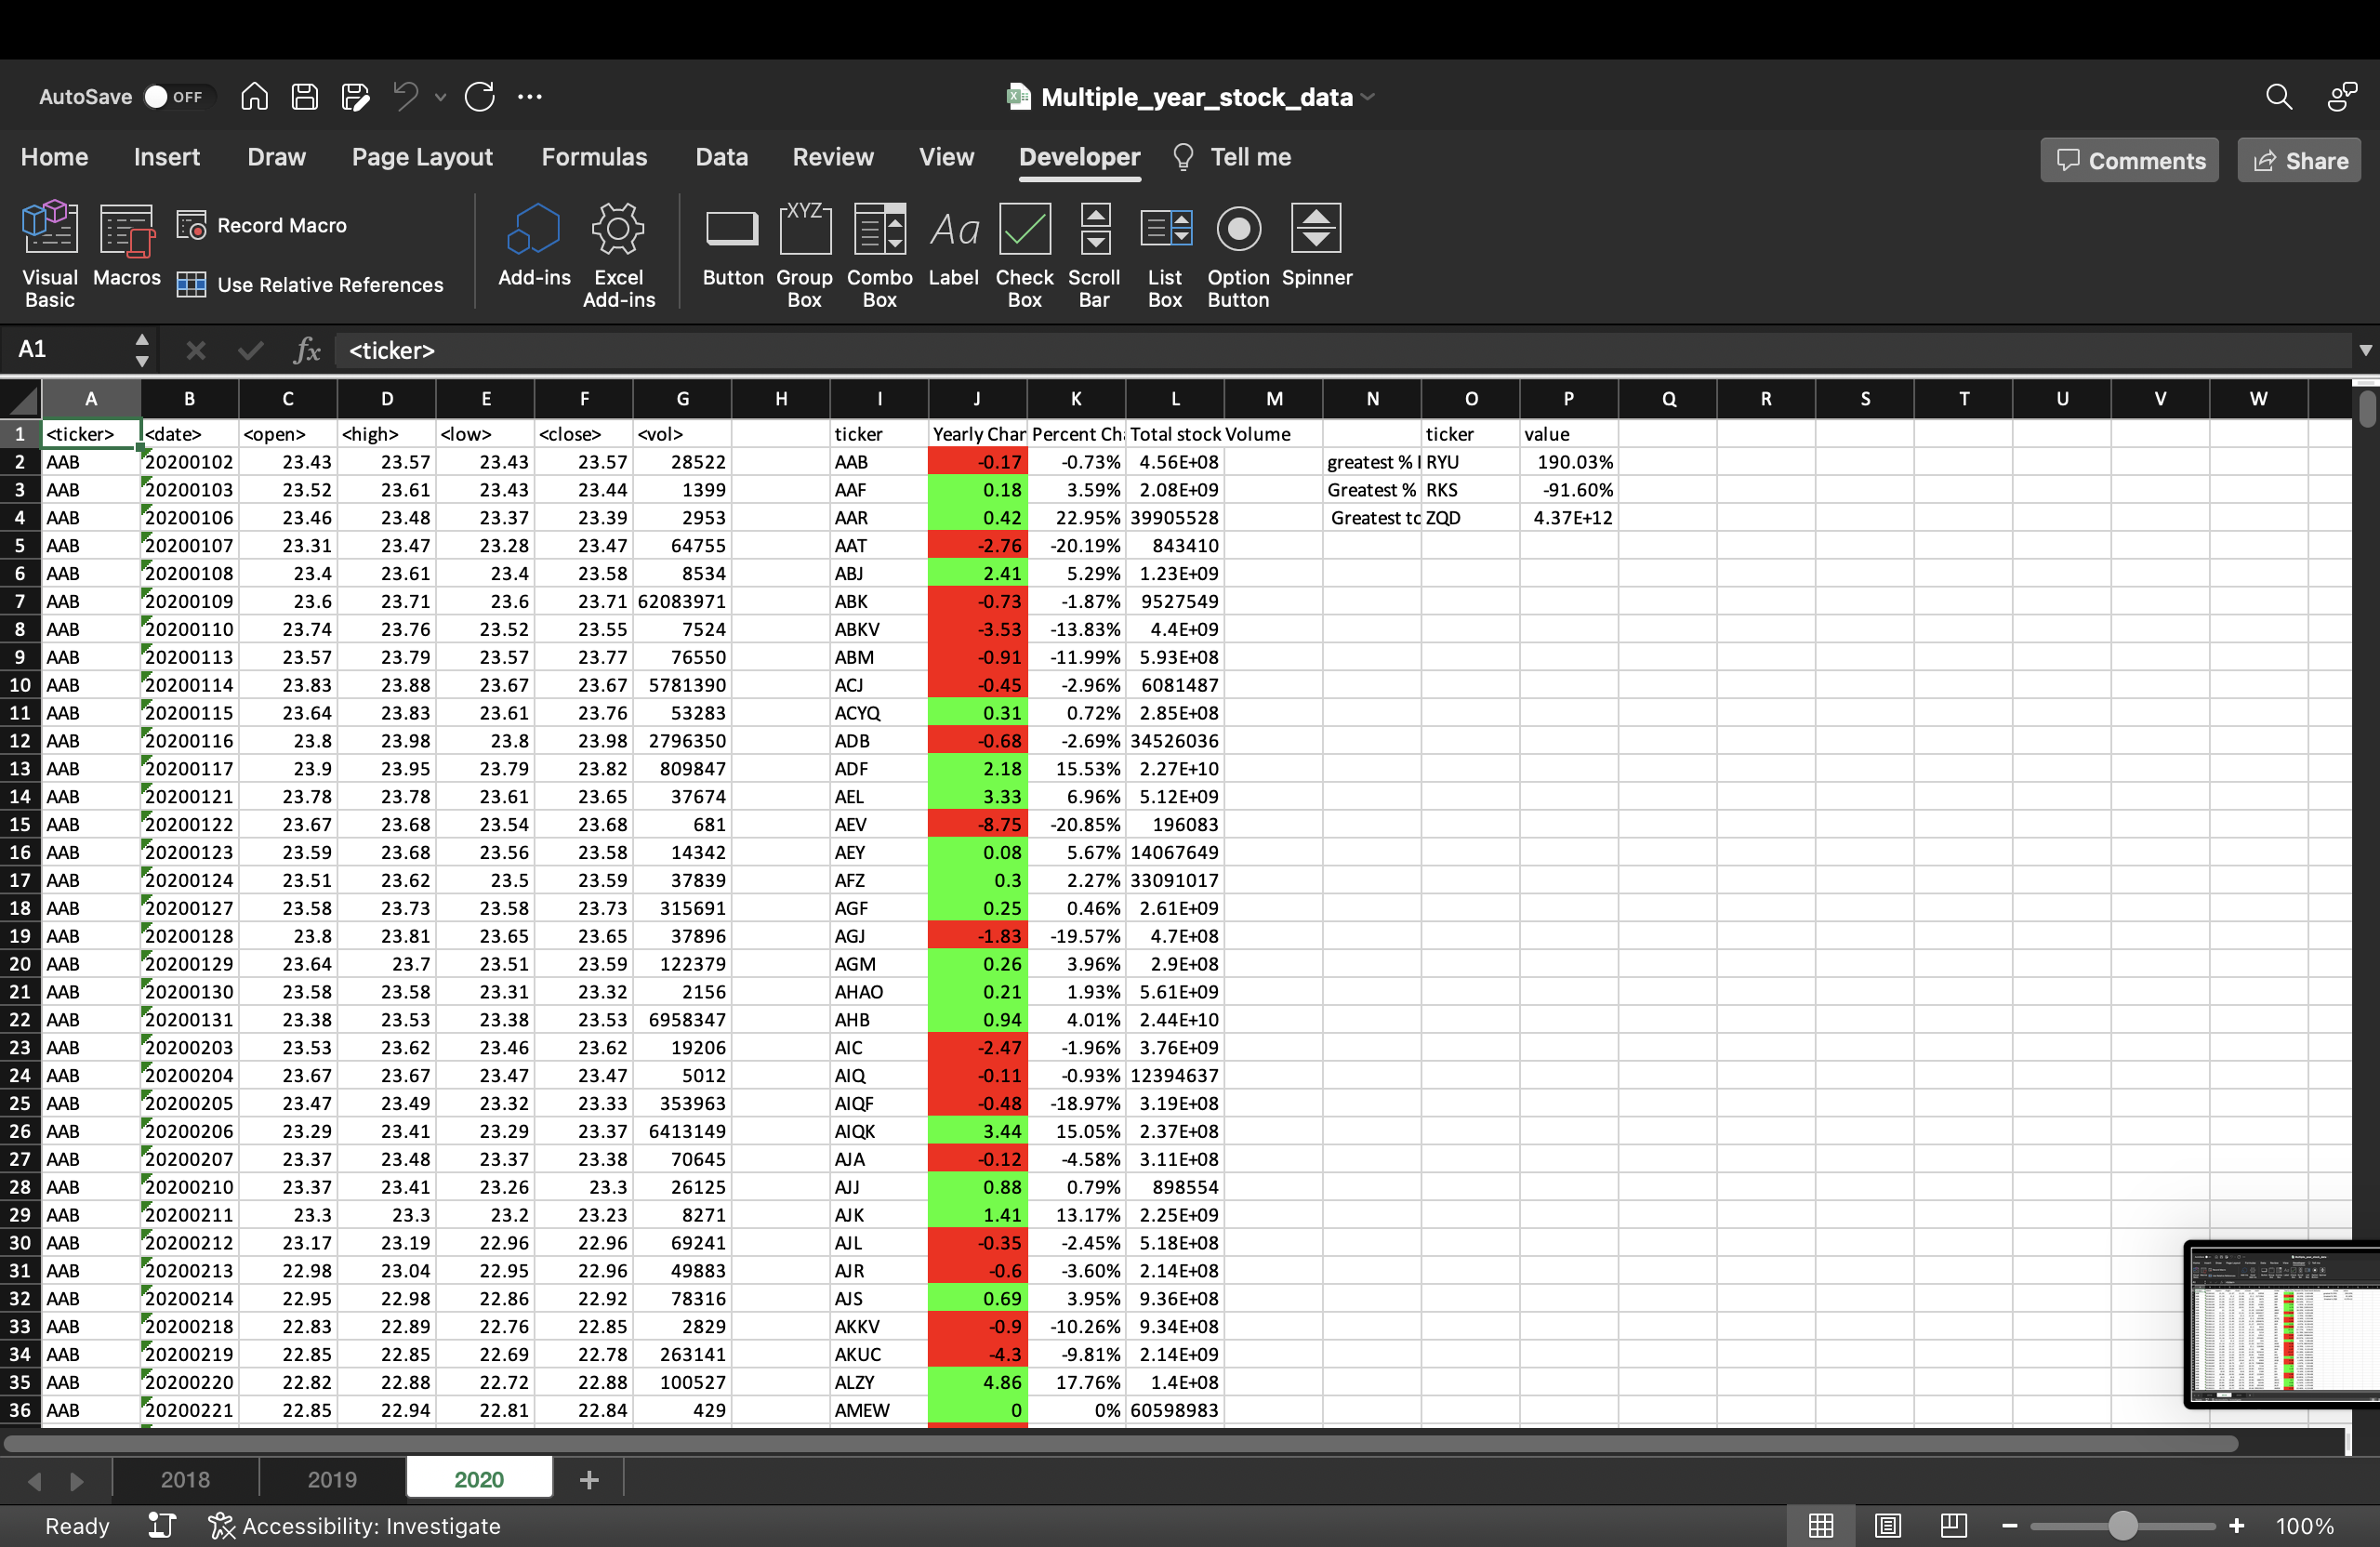 AutoSave OFF Multiple_year_stock_data
Home Insert Draw Page Layout Formulas Data Review View Developer Tell me Comments Share
Visual Basic Macros Record Macro Use Relative References Add-ins Excel Add-ins Button XYZ Group Box Combo Box Aa Label Check Box Scroll Bar List Box Option Button Spinner
A1 fx <ticker>
A B C D E F G H I J K L M N O P Q R S T U V W
1 <ticker> <date> <open> <high> <low> <close> <vol> ticker Yearly Char Percent Ch Total stock Volume ticker value
2 AAB 20200102 23.43 23.57 23.43 23.57 28522 AAB -0.17 -0.73% 4.56E+08 greatest % RYU 190.03%
3 AAB 20200103 23.52 23.61 23.43 23.44 1399 AAF 0.18 3.59% 2.08E+09 Greatest % RKS -91.60%
4 AAB 20200106 23.46 23.48 23.37 23.39 2953 AAR 0.42 22.95% 39905528 Greatest tc ZQD 4.37E+12
5 AAB 20200107 23.31 23.47 23.28 23.47 64755 AAT -2.76 -20.19% 843410
6 AAB 20200108 23.4 23.61 23.4 23.58 8534 ABJ 2.41 5.29% 1.23E+09
7 AAB 20200109 23.6 23.71 23.6 23.71 62083971 ABK -0.73 -1.87% 9527549
8 AAB 20200110 23.74 23.76 23.52 23.55 7524 ABKV -3.53 -13.83% 4.4E+09
9 AAB 20200113 23.57 23.79 23.57 23.77 76550 ABM -0.91 -11.99% 5.93E+08
10 AAB 20200114 23.83 23.88 23.67 23.67 5781390 ACJ -0.45 -2.96% 6081487
11 AAB 20200115 23.64 23.83 23.61 23.76 53283 ACYQ 0.31 0.72% 2.85E+08
12 AAB 20200116 23.8 23.98 23.8 23.98 2796350 ADB -0.68 -2.69% 34526036
13 AAB 20200117 23.9 23.95 23.79 23.82 809847 ADF 2.18 15.53% 2.27E+10
14 AAB 20200121 23.78 23.78 23.61 23.65 37674 AEL 3.33 6.96% 5.12E+09
15 AAB 20200122 23.67 23.68 23.54 23.68 681 AEV -8.75 -20.85% 196083
16 AAB 20200123 23.59 23.68 23.56 23.58 14342 AEY 0.08 5.67% 14067649
17 AAB 20200124 23.51 23.62 23.5 23.59 37839 AFZ 0.3 2.27% 33091017
18 AAB 20200127 23.58 23.73 23.58 23.73 315691 AGF 0.25 0.46% 2.61E+09
19 AAB 20200128 23.8 23.81 23.65 23.65 37896 AGJ -1.83 -19.57% 4.7E+08
20 AAB 20200129 23.64 23.7 23.51 23.59 122379 AGM 0.26 3.96% 2.9E+08
21 AAB 20200130 23.58 23.58 23.31 23.32 2156 AHAO 0.21 1.93% 5.61E+09
22 AAB 20200131 23.38 23.53 23.38 23.53 6958347 AHB 0.94 4.01% 2.44E+10
23 AAB 20200203 23.53 23.62 23.46 23.62 19206 AIC -2.47 -1.96% 3.76E+09
24 AAB 20200204 23.67 23.67 23.47 23.47 5012 AIQ -0.11 -0.93% 12394637
25 AAB 20200205 23.47 23.49 23.32 23.33 353963 AIQF -0.48 -18.97% 3.19E+08
26 AAB 20200206 23.29 23.41 23.29 23.37 6413149 AIQK 3.44 15.05% 2.37E+08
27 AAB 20200207 23.37 23.48 23.37 23.38 70645 AJA -0.12 -4.58% 3.11E+08
28 AAB 20200210 23.37 23.41 23.26 23.3 26125 AJJ 0.88 0.79% 898554
29 AAB 20200211 23.3 23.3 23.2 23.23 8271 AJK 1.41 13.17% 2.25E+09
30 AAB 20200212 23.17 23.19 22.96 22.96 69241 AJL -0.35 -2.45% 5.18E+08
31 AAB 20200213 22.98 23.04 22.95 22.96 49883 AJR -0.6 -3.60% 2.14E+08
32 AAB 20200214 22.95 22.98 22.86 22.92 78316 AJS 0.69 3.95% 9.36E+08
33 AAB 20200218 22.83 22.89 22.76 22.85 2829 AKKV -0.9 -10.26% 9.34E+08
34 AAB 20200219 22.85 22.85 22.69 22.78 263141 AKUC -4.3 -9.81% 2.14E+09
35 AAB 20200220 22.82 22.88 22.72 22.88 100527 ALZY 4.86 17.76% 1.4E+08
36 AAB 20200221 22.85 22.94 22.81 22.84 429 AMEW 0 0% 60598983
2018 2019 2020 +
Ready Accessibility: Investigate 100%